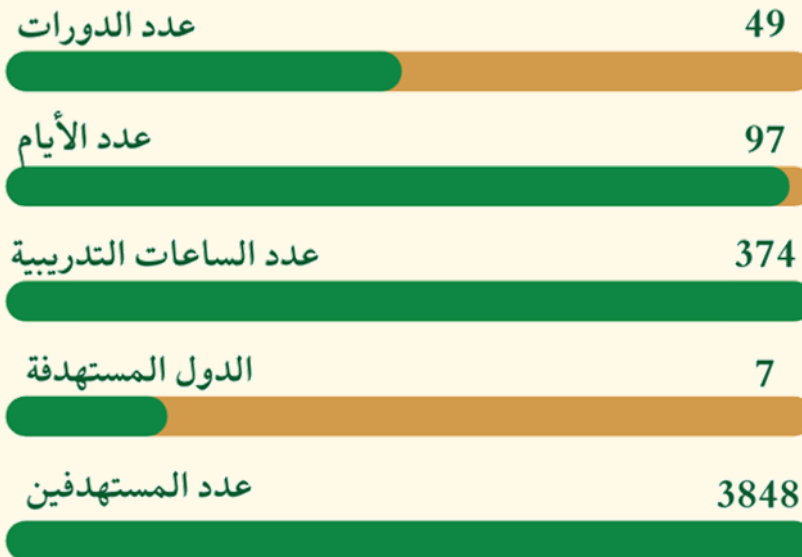 عدد الدورات 49
عدد الأيام 97
عدد الساعات التدريبية 374
الدول المستهدفة 7
عدد المستهدفين 3848